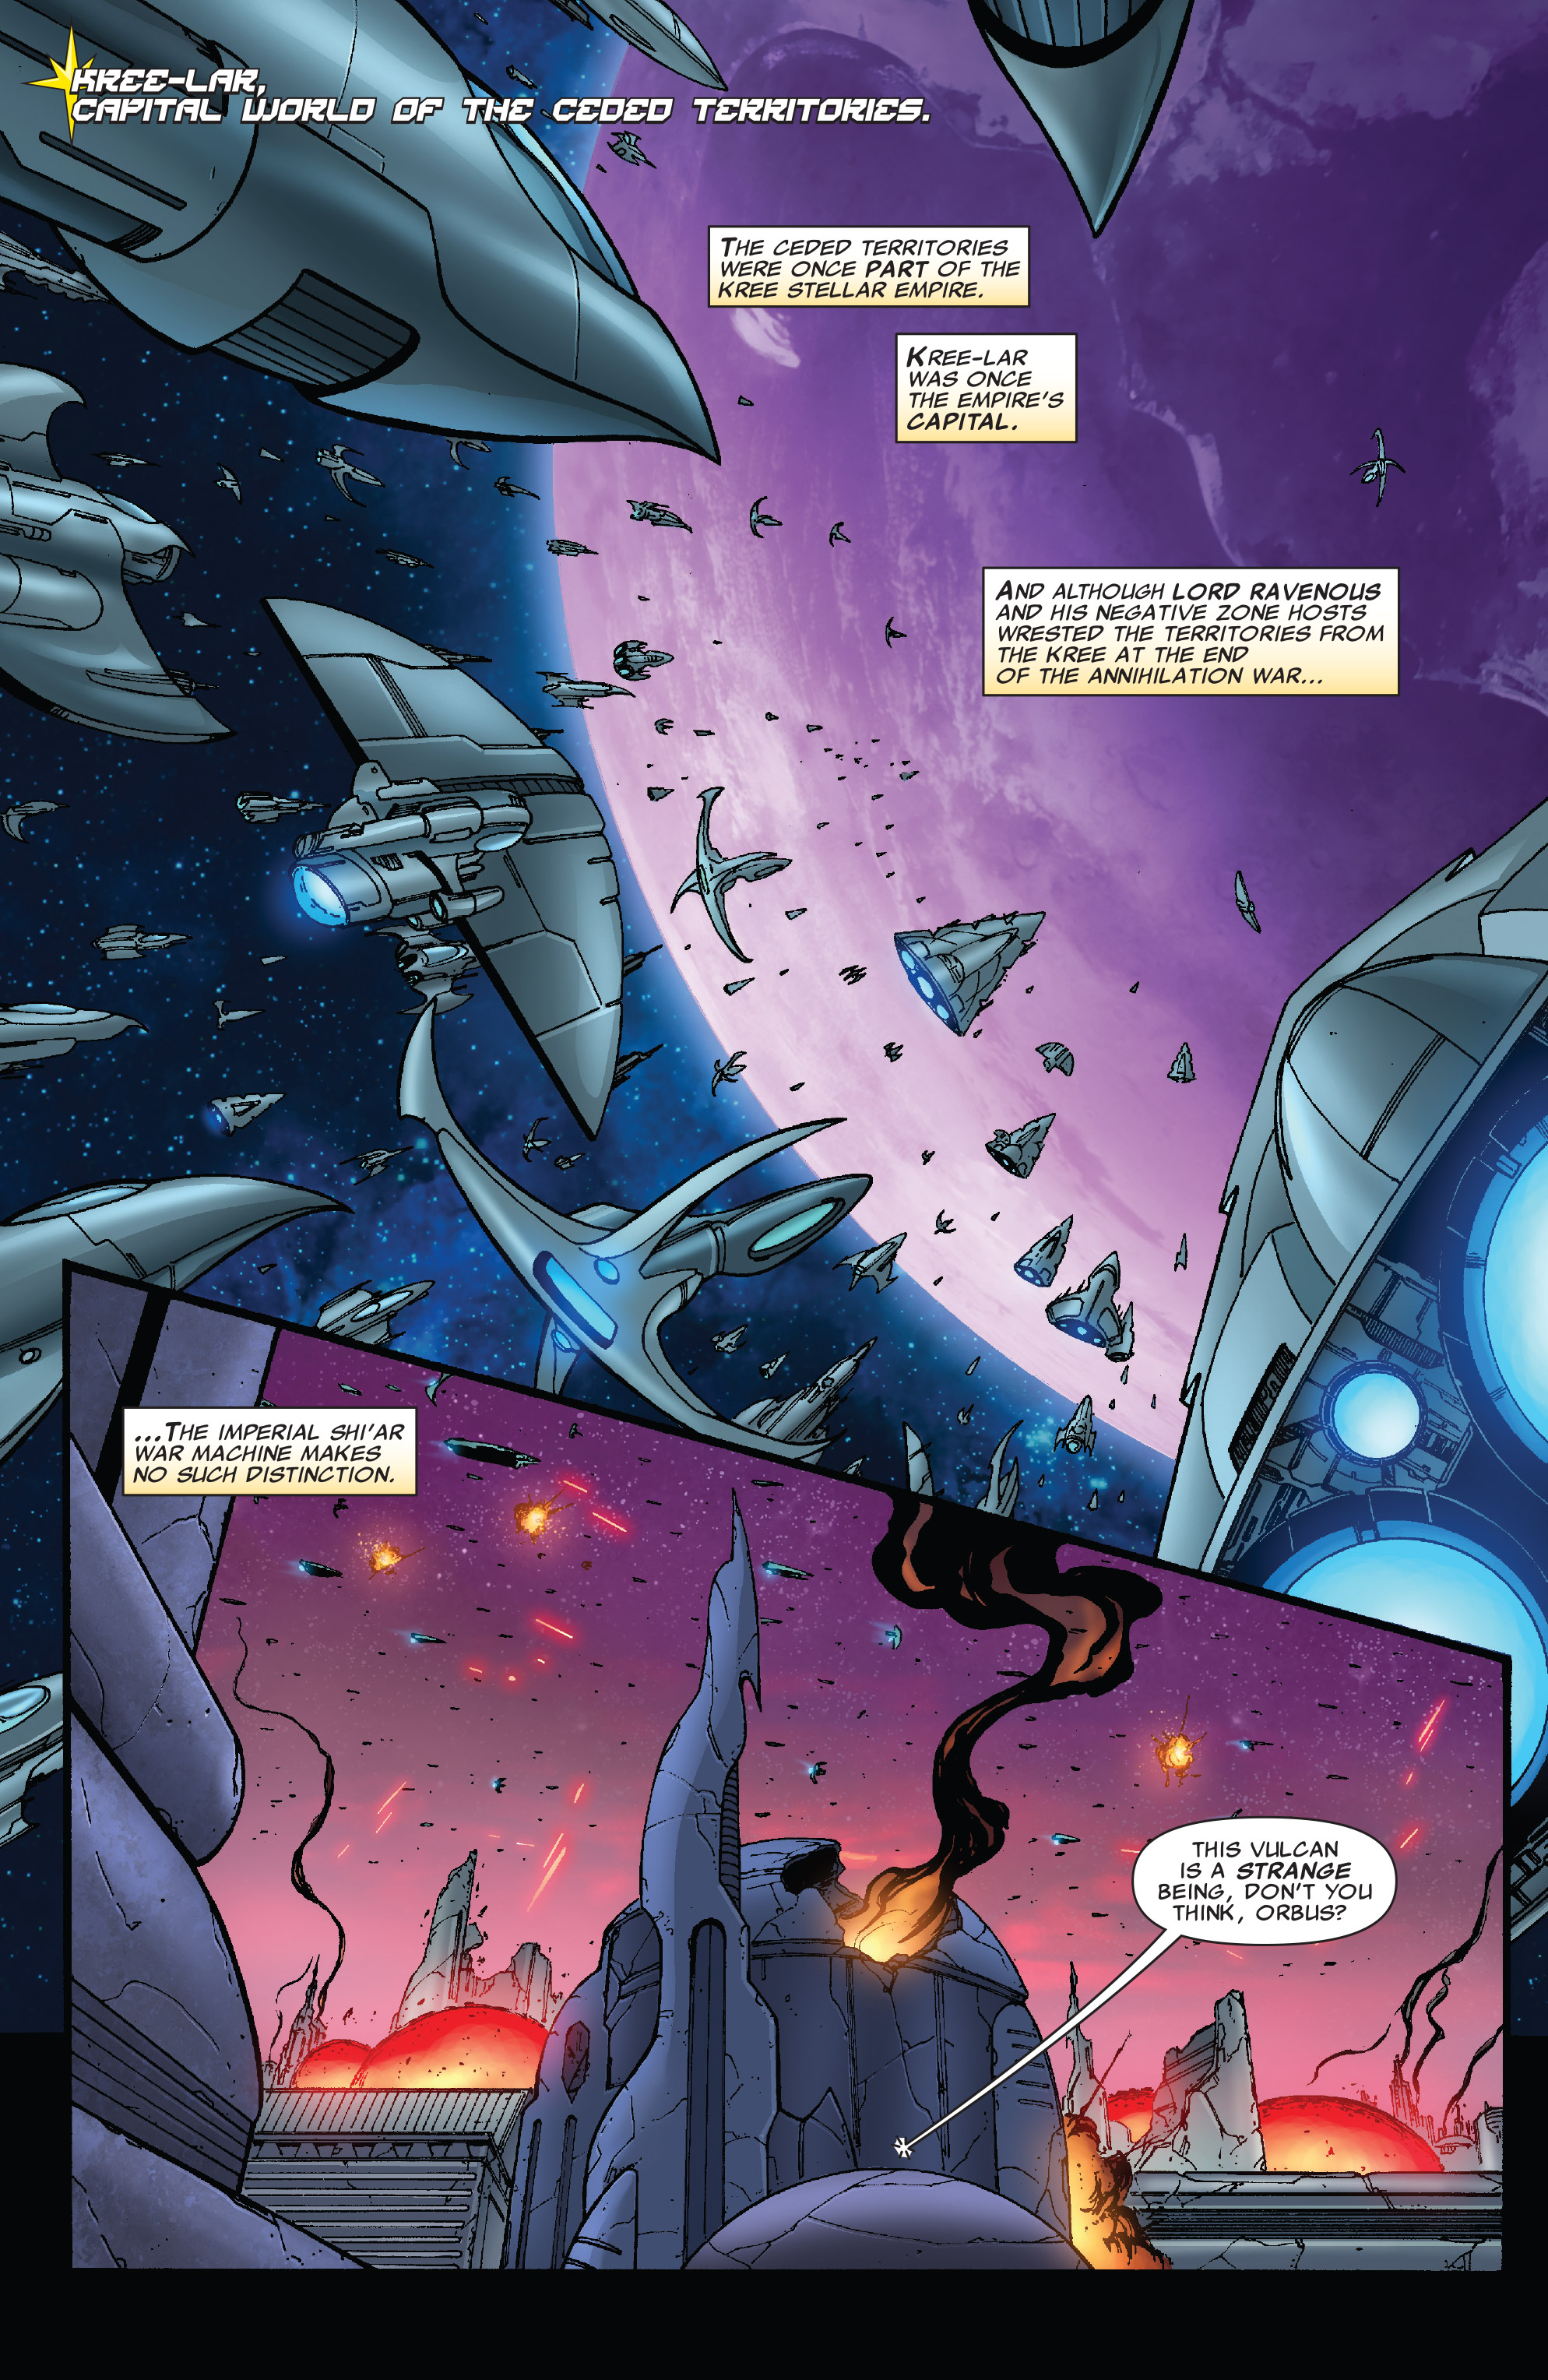 KREE-LAR,
CAPITAL WORLD OF THE CEDED TERRITORIES.
THE CEDED TERRITORIES
WERE ONCE PART OF THE
KREE STELLAR EMPIRE.
KREE-LAR
WAS ONCE
THE EMPIRE'S
CAPITAL.
AND ALTHOUGH LORD RAVENOUS
AND HIS NEGATIVE ZONE HOSTS
WRESTED THE TERRITORIES FROM
THE KREE AT THE END
OF THE ANNIHILATION WAR...
...THE IMPERIAL SHI'AR
WAR MACHINE MAKES
NO SUCH DISTINCTION.
THIS VULCAN
IS A STRANGE
BEING, DON'T YOU
THINK, ORBUS?